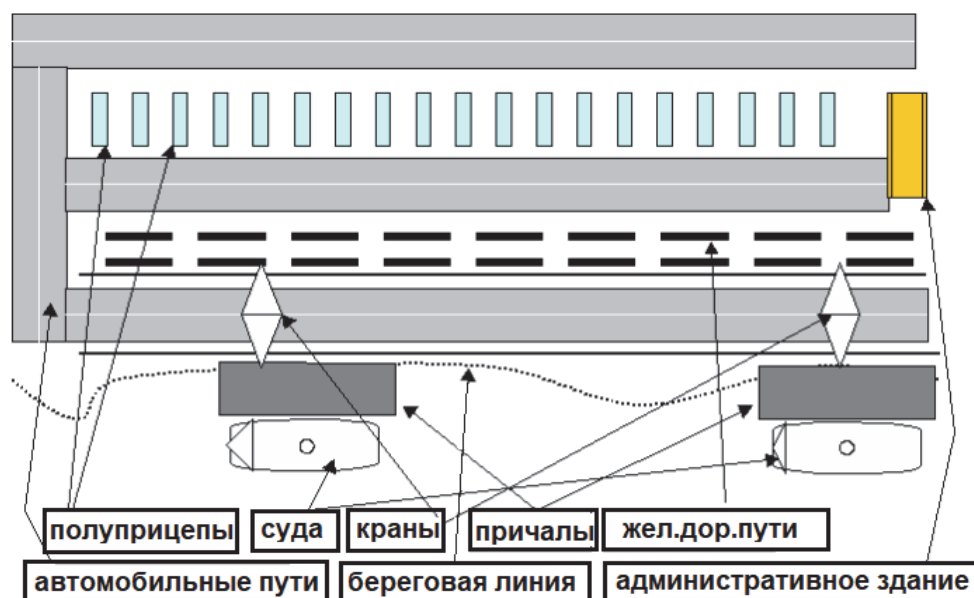 полуприцепы
суда
краны
причалы
жел.дор.пути
автомобильные пути
береговая линия
административное здание